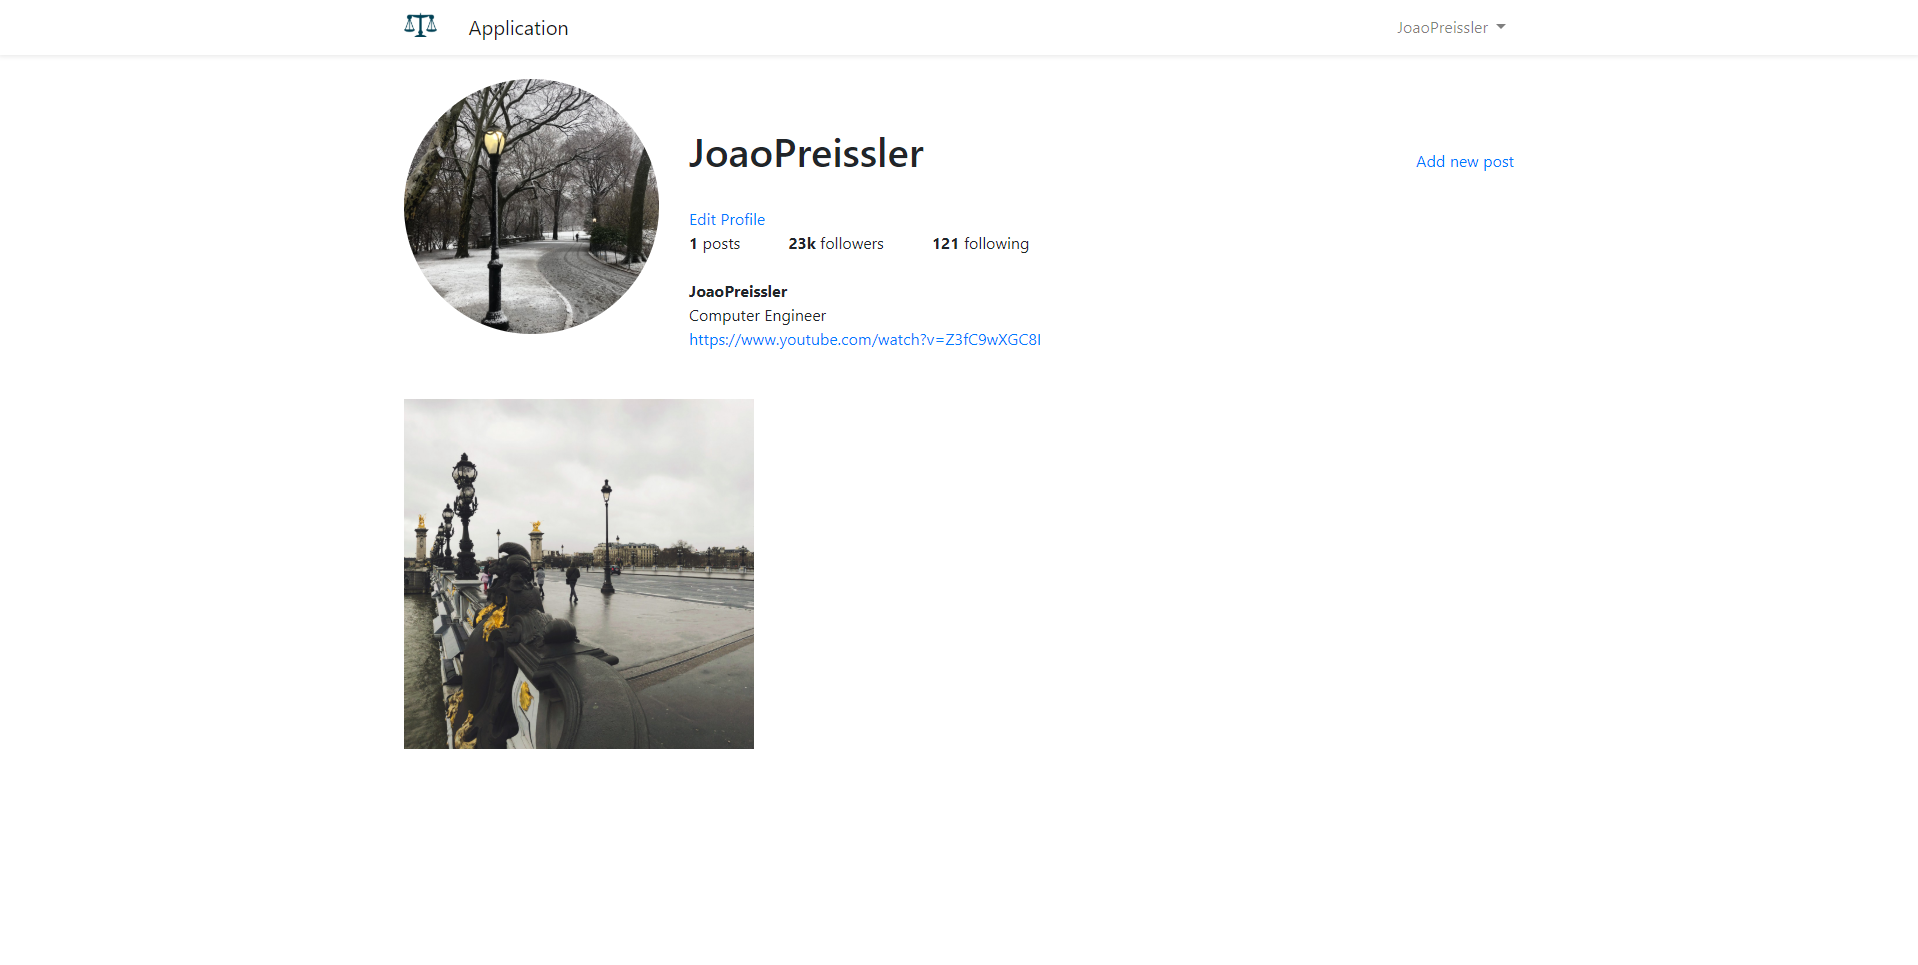 Application
JoaoPreissler
JoaoPreissler
Add new post
Edit Profile
1 posts 23k followers 121 following
JoaoPreissler
Computer Engineer
https://www.youtube.com/watch?v=Z3fC9wXGC8I